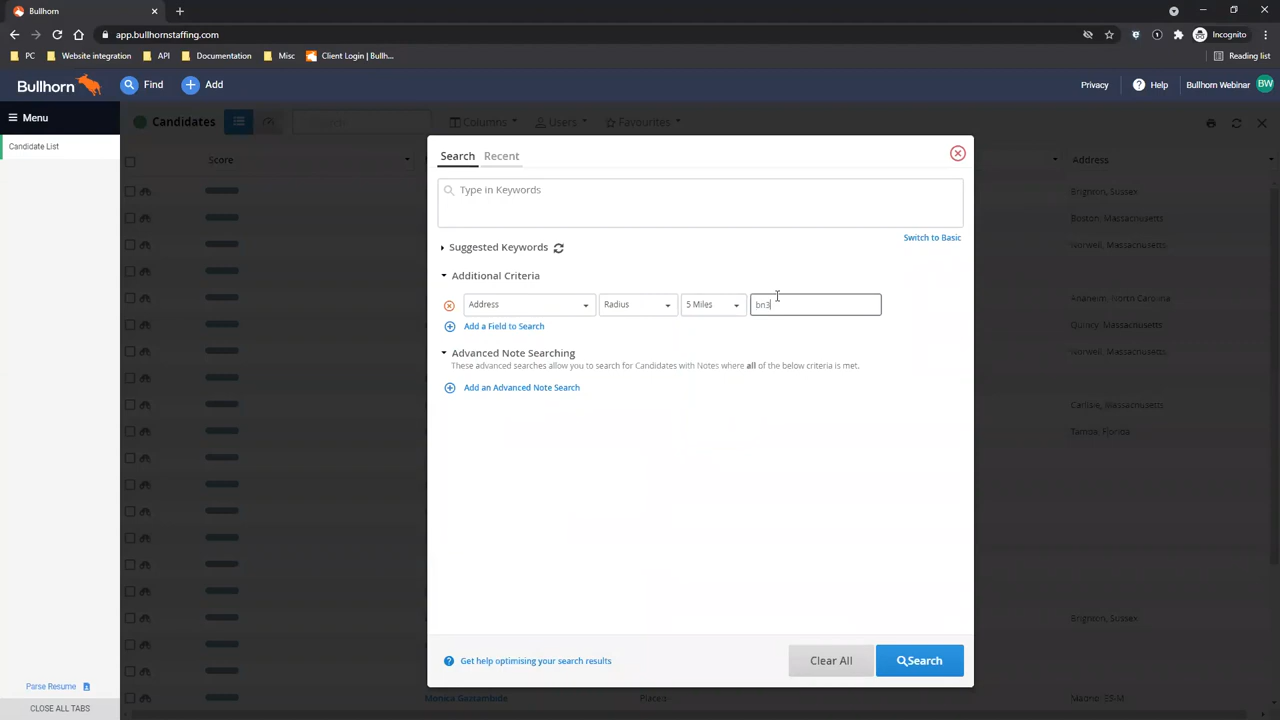 Bullhorn
app.bullhornstaffing.com
Incognito
PC
Website integration
API
Documentation
Misc
Client | Bullh...
Reading list
Bullhorn
Find
Add
Privacy
Help
Bullhorn Webinar
BW
Menu
Candidates
Search
Columns
Users
Favourites
Candidate List
Score
Address
Search
Recent
Type in Keywords
Switch to Basic
Suggested Keywords
Additional Criteria
Address
Radius
5 Miles
bn3
Add a Field to Search
Advanced Note Searching
These advanced searches allow you to search for Candidates with Notes where all of the below criteria is met.
Add an Advanced Note Search
Get help optimising your search results
Clear All
Search
Brighton, Sussex
Boston, Massachusetts
Norwell, Massachusetts
Anaheim, North Carolina
Quincy, Massachusetts
Norwell, Massachusetts
Carlisle, Massachusetts
Tampa, Florida
Brighton, Sussex
Parse Resume
CLOSE ALL TABS